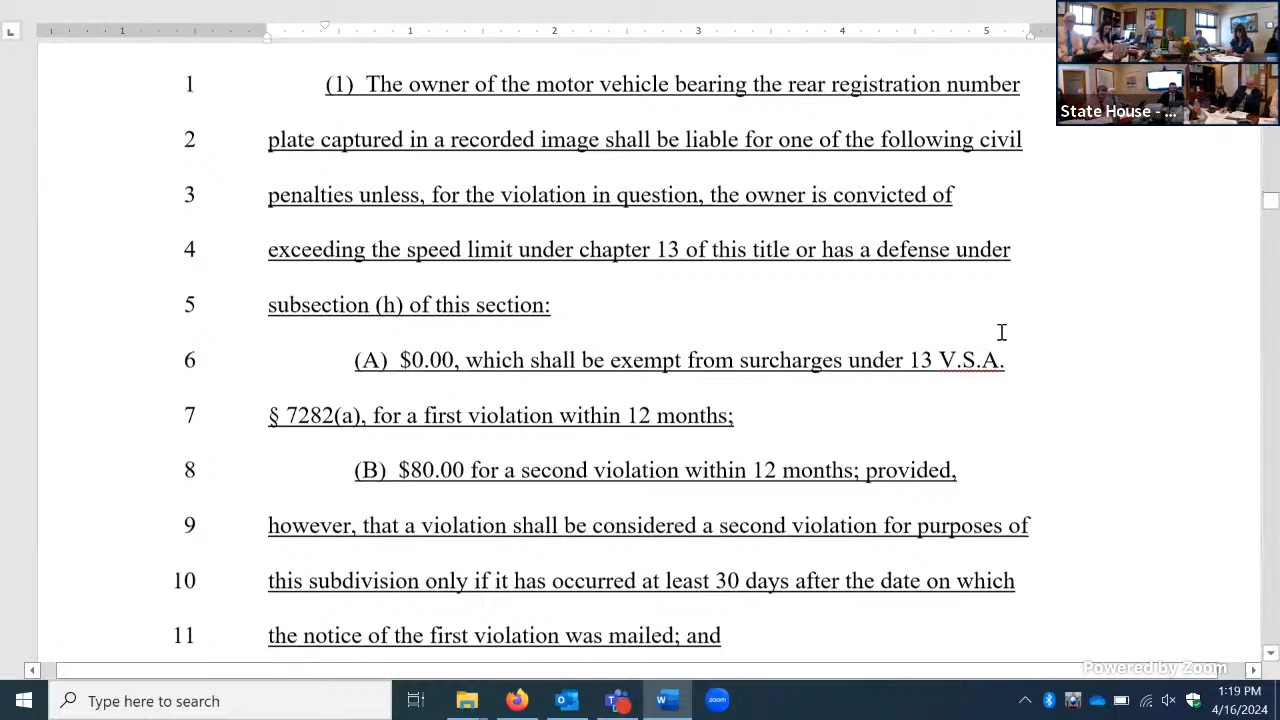 1 1 2 3 4 5
State House - ...
1 (1) The owner of the motor vehicle bearing the rear registration number
2 plate captured in a recorded image shall be liable for one of the following civil
3 penalties unless, for the violation in question, the owner is convicted of
4 exceeding the speed limit under chapter 13 of this title or has a defense under
5 subsection (h) of this section:
6 (A) $0.00, which shall be exempt from surcharges under 13 V.S.A.
7 § 7282(a), for a first violation within 12 months;
8 (B) $80.00 for a second violation within 12 months; provided,
9 however, that a violation shall be considered a second violation for purposes of
10 this subdivision only if it has occurred at least 30 days after the date on which
11 the notice of the first violation was mailed; and
Powered by Zoom
Type here to search
zoom
1:19 PM
4/16/2024